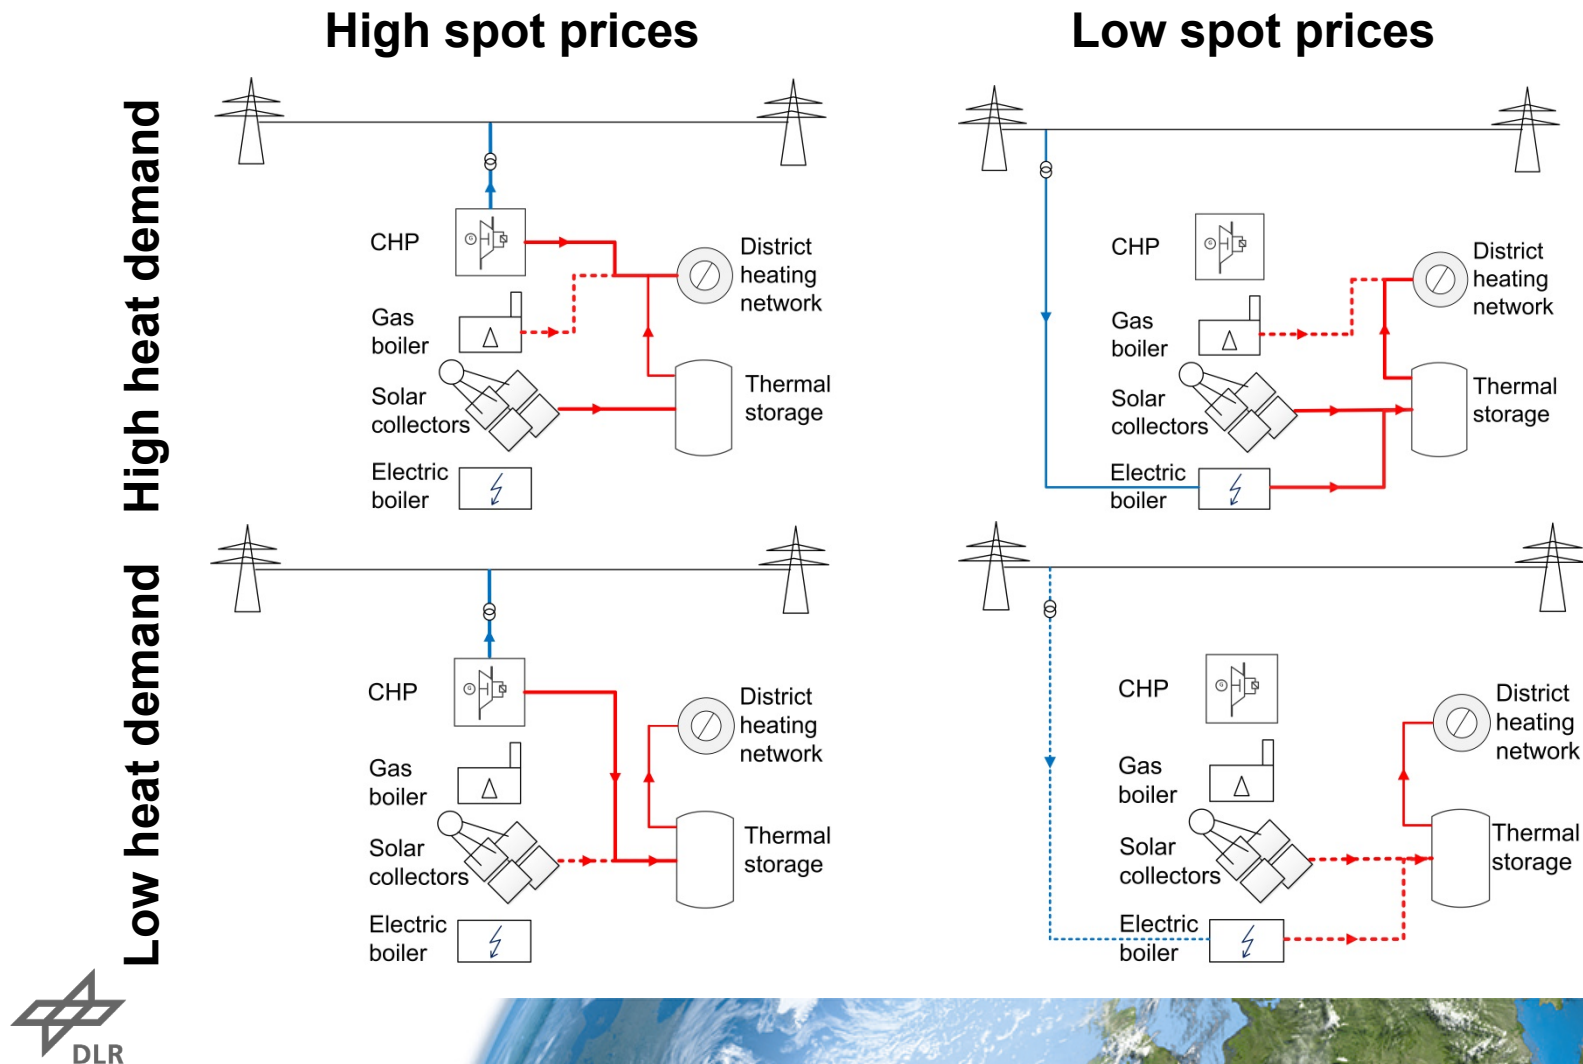 High spot prices
Low spot prices
High heat demand
CHP
District
heating
network
Gas
boiler
Solar
collectors
Thermal
storage
Electric
boiler
CHP
District
heating
network
Gas
boiler
Solar
collectors
Thermal
storage
Electric
boiler
Low heat demand
CHP
District
heating
network
Gas
boiler
Solar
collectors
Thermal
storage
Electric
boiler
CHP
District
heating
network
Gas
boiler
Solar
collectors
Thermal
storage
Electric
boiler
DLR